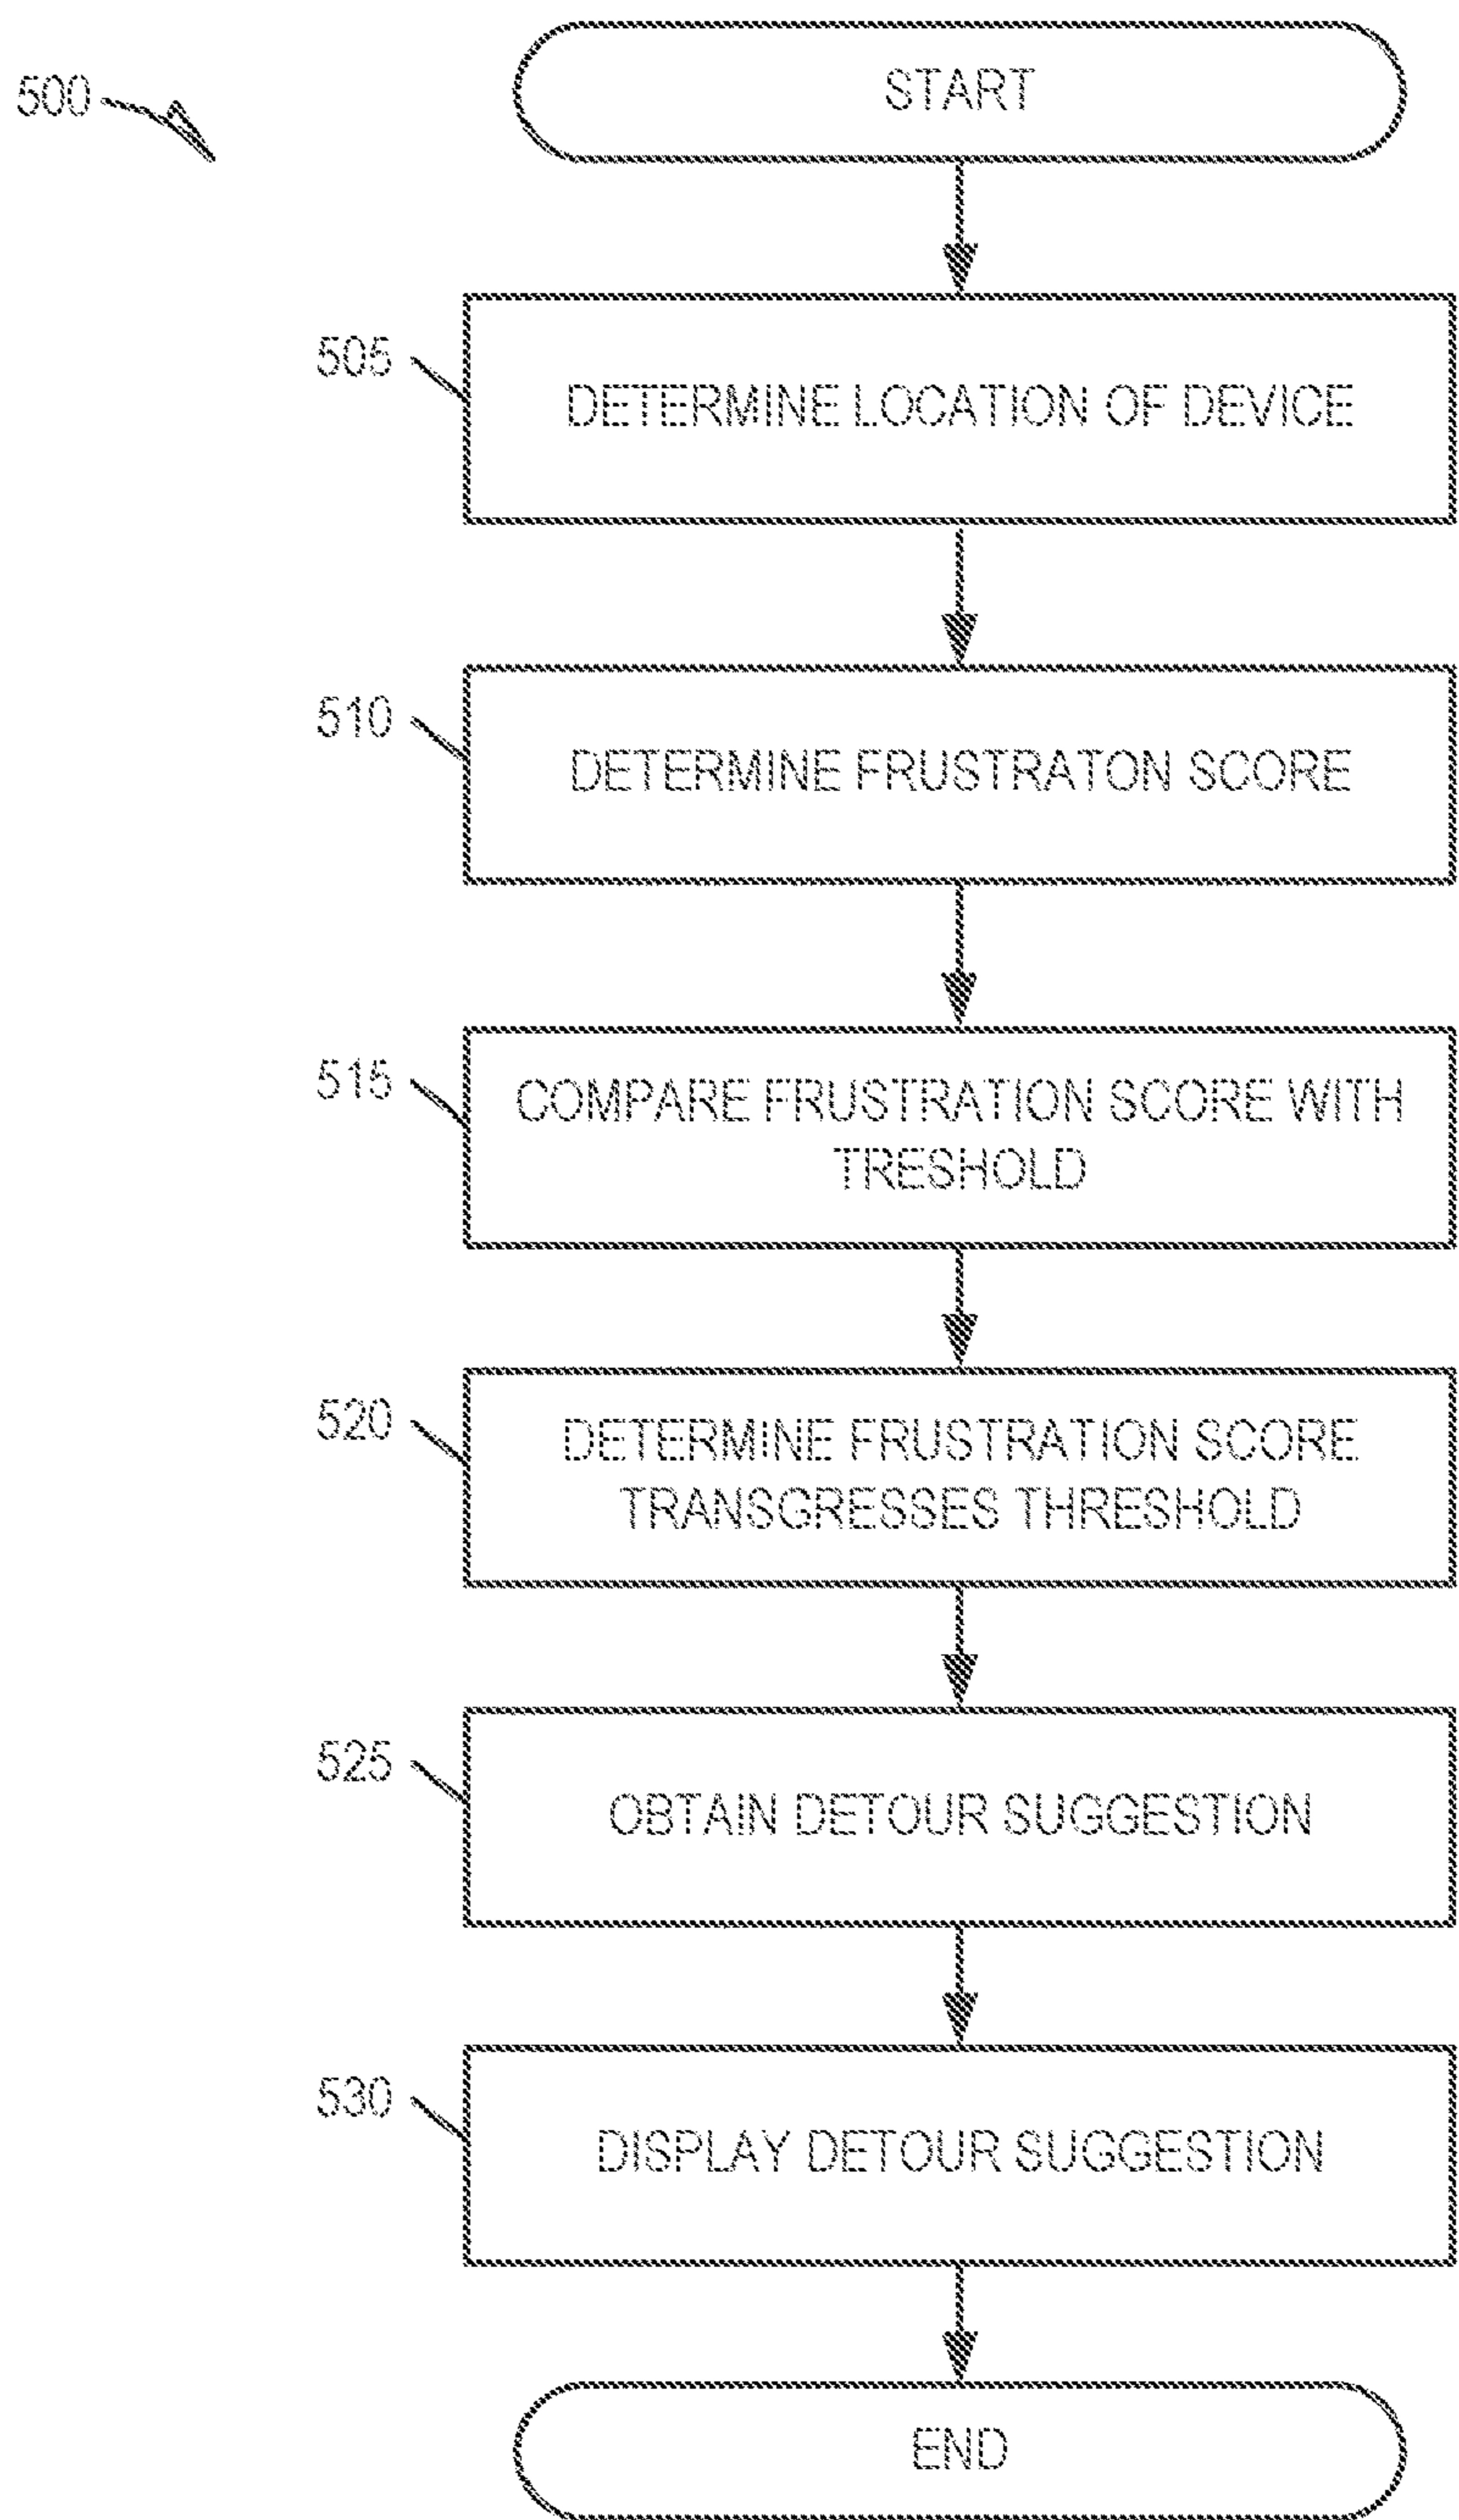 500
START
505
DETERMINE LOCATION OF DEVICE
510
DETERMINE FRUSTRATON SCORE
515
COMPARE FRUSTRATION SCORE WITH
TRESHOLD
520
DETERMINE FRUSTRATION SCORE
TRANSGRESSES THRESHOLD
525
OBTAIN DETOUR SUGGESTION
530
DISPLAY DETOUR SUGGESTION
END